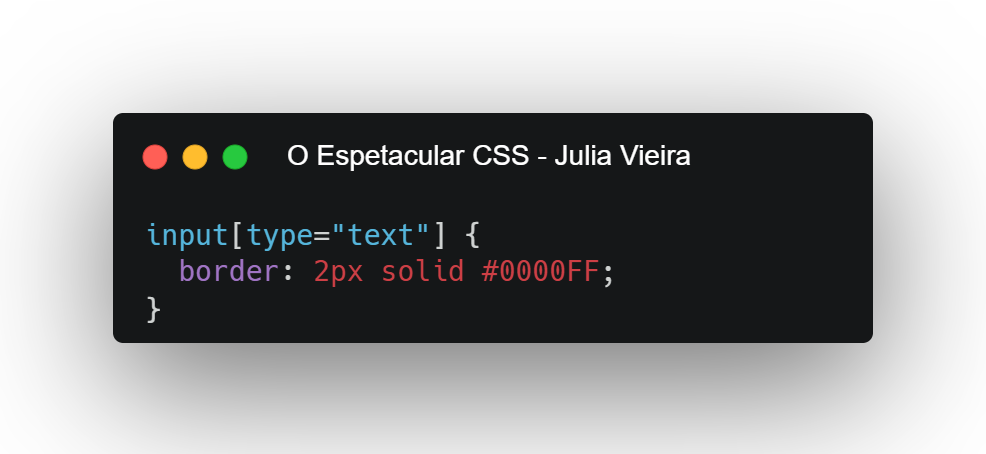 O Espetacular CSS - Julia Vieira
input[type="text"] {
  border: 2px solid #0000FF;
}